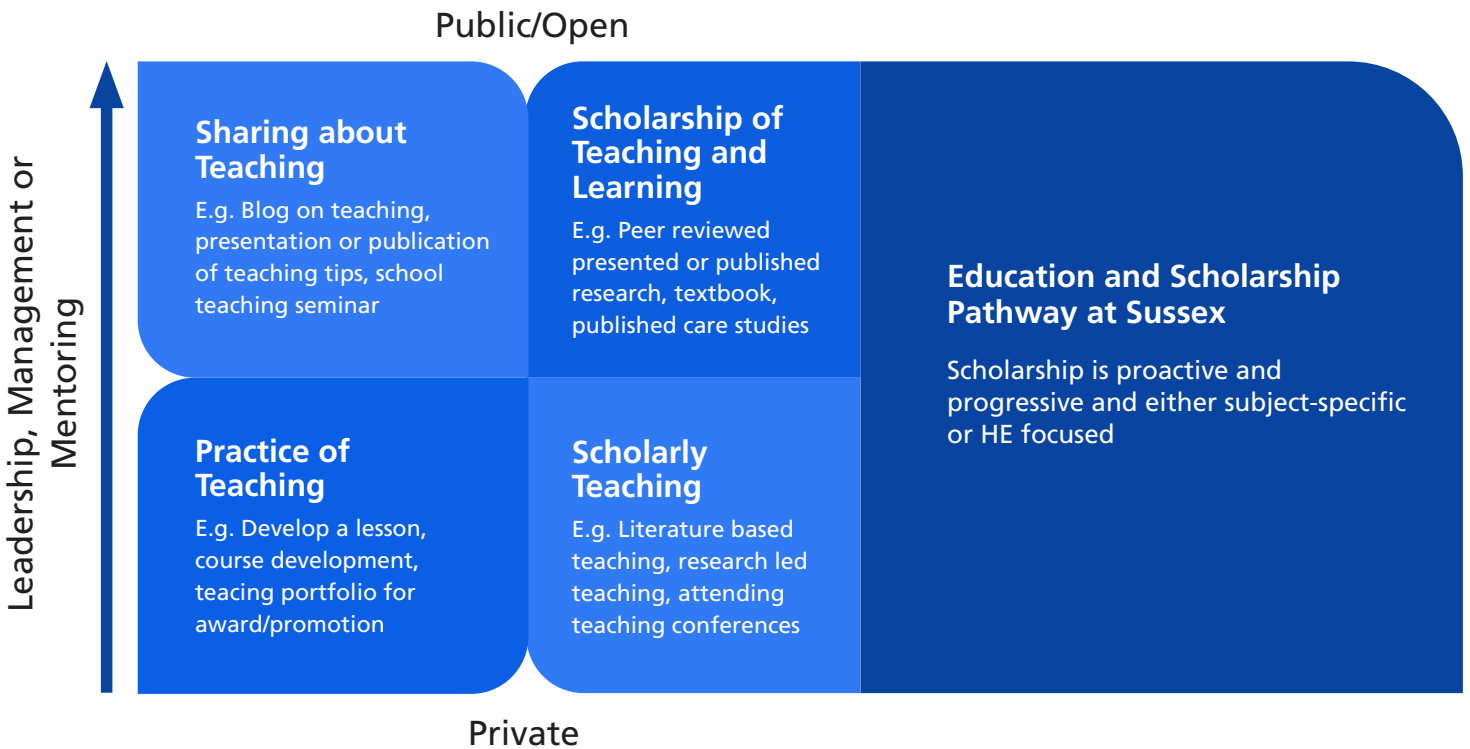 Public/Open
Leadership, Management or
Mentoring
Sharing about
Teaching
E.g. Blog on teaching,
presentation or publication
of teaching tips, school
teaching seminar
Scholarship of
Teaching and
Learning
E.g. Peer reviewed
presented or published
research, textbook,
published care studies
Practice of
Teaching
E.g. Develop a lesson,
course development,
teacing portfolio for
award/promotion
Scholarly
Teaching
E.g. Literature based
teaching, research led
teaching, attending
teaching conferences
Education and Scholarship
Pathway at Sussex
Scholarship is proactive and
progressive and either subject-specific
or HE focused
Private